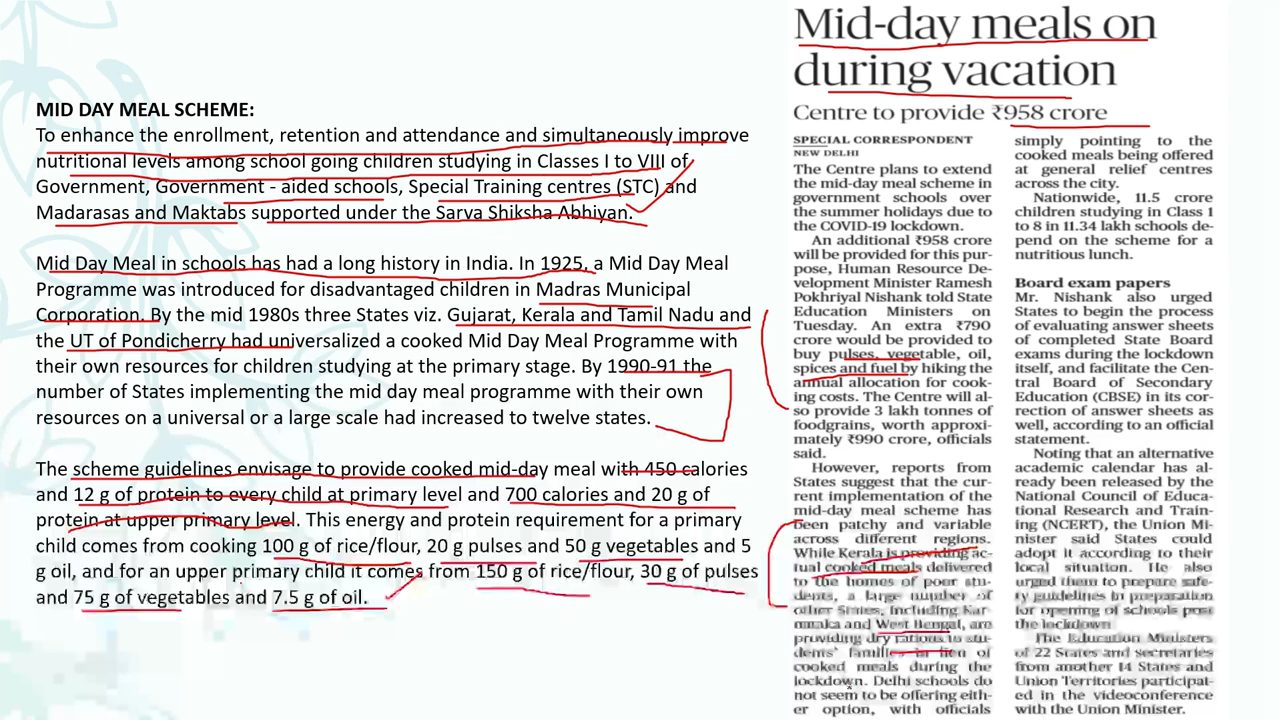 MID DAY MEAL SCHEME:
To enhance the enrollment, retention and attendance and simultaneously improve
nutritional levels among school going children studying in Classes I to VIII of
Government, Government - aided schools, Special Training centres (STC) and
Madarasas and Maktabs supported under the Sarva Shiksha Abhiyan.
Mid Day Meal in schools has had a long history in India. In 1925, a Mid Day Meal
Programme was introduced for disadvantaged children in Madras Municipal
Corporation. By the mid 1980s three States viz. Gujarat, Kerala and Tamil Nadu and
the UT of Pondicherry had universalized a cooked Mid Day Meal Programme with
their own resources for children studying at the primary stage. By 1990-91 the
number of States implementing the mid day meal programme with their own
resources on a universal or a large scale had increased to twelve states.
The scheme guidelines envisage to provide cooked mid-day meal with 450 calories
and 12 g of protein to every child at primary level and 700 calories and 20 g of
protein at upper primary level. This energy and protein requirement for a primary
child comes from cooking 100 g of rice/flour, 20 g pulses and 50 g vegetables and 5
g oil, and for an upper primary child it comes from 150 g of rice/flour, 30 g of pulses
and 75 g of vegetables and 7.5 g of oil.
Mid-day meals on
during vacation
Centre to provide ₹958 crore
SPECIAL CORRESPONDENT
NEW DELHI
The Centre plans to extend
the mid-day meal scheme in
government schools over
the summer holidays due to
the COVID-19 lockdown.
An additional ₹958 crore
will be provided for this pur-
pose, Human Resource De-
velopment Minister Ramesh
Pokhriyal Nishank told State
Education Ministers on
Tuesday. An extra ₹790
crore would be provided to
buy pulses, vegetable, oil,
spices and fuel by hiking the
annual allocation for cook-
ing costs. The Centre will al-
so provide 3 lakh tonnes of
foodgrains, worth approxi-
mately ₹990 crore, officials
said.
However, reports from
States suggest that the cur-
rent implementation of the
mid-day meal scheme has
been patchy and variable
across different regions.
While Kerala is providing ac-
tual cooked meals delivered
to the homes of poor stu-
dents, a large number of
other States, including Kar-
nataka and West Bengal, are
providing dry rations to stu-
dents' families in lieu of
cooked meals during the
lockdown. Delhi schools do
not seem to be offering eith-
er option, with officials
simply pointing to the
cooked meals being offered
at general relief centres
across the city.
Nationwide, 11.5 crore
children studying in Class 1
to 8 in 11.34 lakh schools de-
pend on the scheme for a
nutritious lunch.
Board exam papers
Mr. Nishank also urged
States to begin the process
of evaluating answer sheets
of completed State Board
exams during the lockdown
itself, and facilitate the Cen-
tral Board of Secondary
Education (CBSE) in its cor-
rection of answer sheets as
well, according to an official
statement.
Noting that an alternative
academic calendar has al-
ready been released by the
National Council of Educa-
tional Research and Train-
ing (NCERT), the Union Mi-
nister said States could
adopt it according to their
local situation. He also
urged them to prepare safe-
ty guidelines in preparation
for opening of schools post
the lockdown.
The Education Ministers
of 22 States and secretaries
from another 14 States and
Union Territories participat-
ed in the videoconference
with the Union Minister.